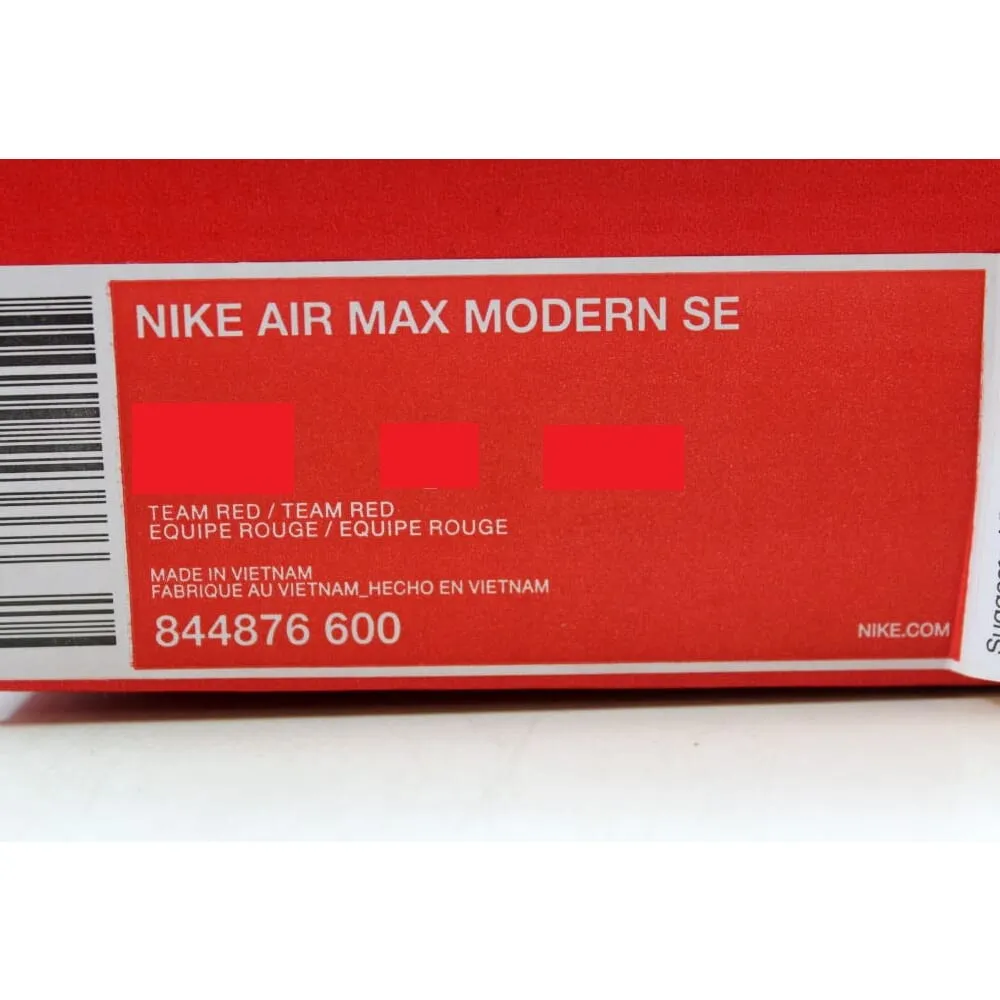 NIKE AIR MAX MODERN SE
TEAM RED / TEAM RED
EQUIPE ROUGE / EQUIPE ROUGE
MADE IN VIETNAM
FABRIQUE AU VIETNAM_HECHO EN VIETNAM
844876 600
NIKE.COM